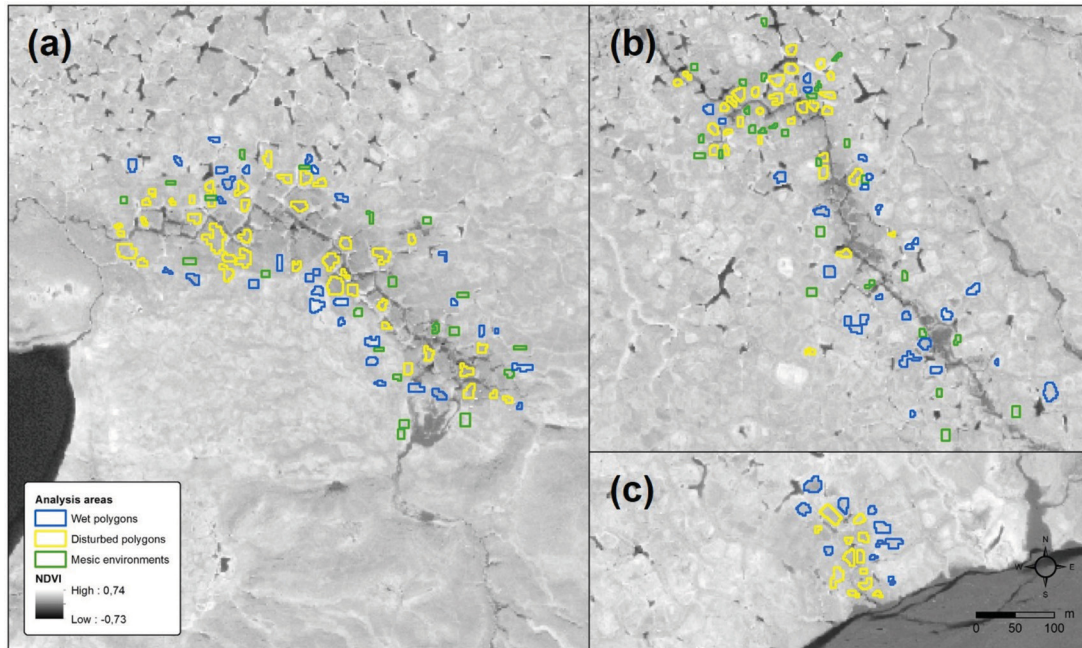 (a)
(b)
(c)
Analysis areas
Wet polygons
Disturbed polygons
Mesic environments
NDVI
High : 0,74
Low : -0,73
N
W E
S
m
0 50 100